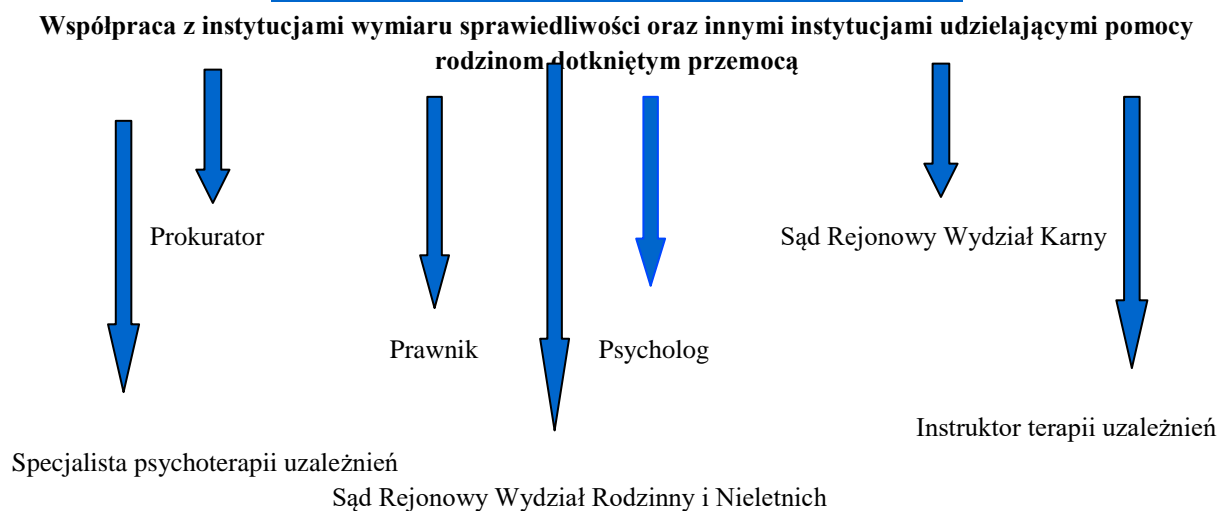 Współpraca z instytucjami wymiaru sprawiedliwości oraz innymi instytucjami udzielającymi pomocy
rodzinom dotkniętym przemocą
Prokurator
Sąd Rejonowy Wydział Karny
Prawnik
Psycholog
Instruktor terapii uzależnień
Specjalista psychoterapii uzależnień
Sąd Rejonowy Wydział Rodzinny i Nieletnich